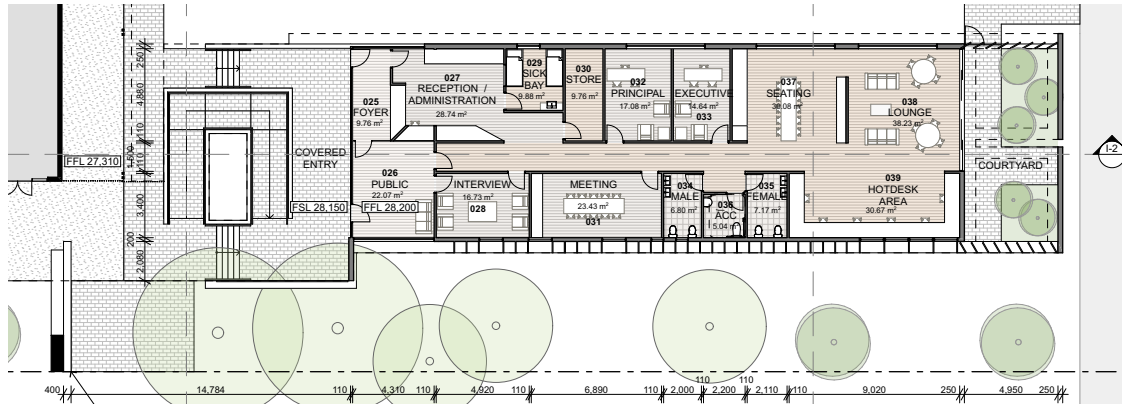 029
SICK
BAY
9.88 m²
030
STORE
9.76 m²
027
RECEPTION /
ADMINISTRATION
28.74 m²
032
PRINCIPAL
17.08 m²
EXECUTIVE
14.64 m²
033
037
SEATING
038
LOUNGE
38.23 m²
025
FOYER
9.76 m²
COVERED
ENTRY
FFL 27,310
026
PUBLIC
22.07 m²
FSL 28,150
FFL 28,200
INTERVIEW
16.73 m²
028
MEETING
23.43 m²
031
034
MALE
6.80 m²
036
ACC
5.04 m²
035
FEMALE
7.17 m²
039
HOTDESK
AREA
30.67 m²
COURTYARD
I-2
250
4,880
110
1,500
110
3,400
200
2,080
400
14,784
110
4,310
110
4,920
110
6,890
110
2,000
110
2,200
110
2,110
110
9,020
250
4,950
250